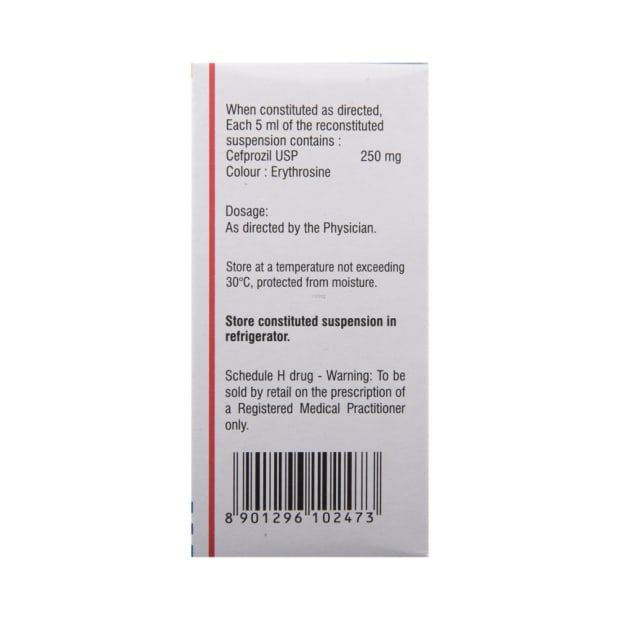 When constituted as directed,
Each 5 ml of the reconstituted
suspension contains :
Cefprozil USP 250 mg
Colour : Erythrosine
Dosage:
As directed by the Physician.
Store at a temperature not exceeding
30°C, protected from moisture.
Store constituted suspension in
refrigerator.
Schedule H drug - Warning: To be
sold by retail on the prescription of
a Registered Medical Practitioner
only.
8 901296 102473